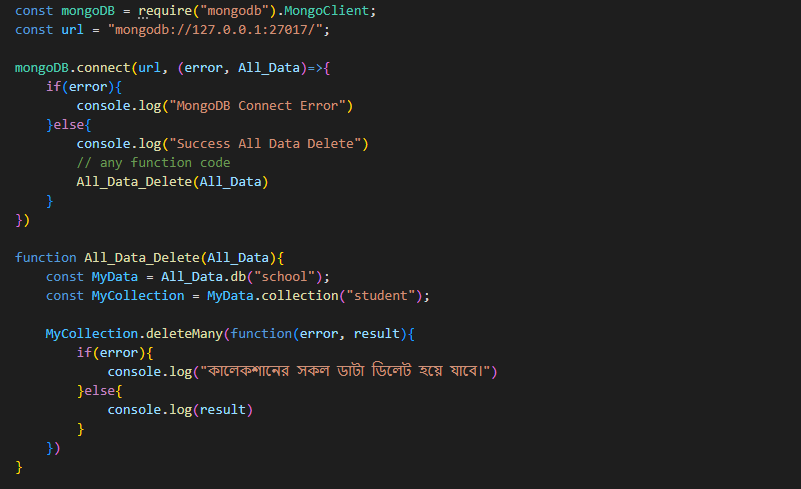 const mongoDB = require("mongodb").MongoClient;
const url = "mongodb://127.0.0.1:27017/";
mongoDB.connect(url, (error, All_Data)=>{
if(error){
console.log("MongoDB Connect Error")
}else{
console.log("Success All Data Delete")
// any function code
All_Data_Delete(All_Data)
}
})
function All_Data_Delete(All_Data){
const MyData = All_Data.db("school");
const MyCollection = MyData.collection("student");
MyCollection.deleteMany(function(error, result){
if(error){
console.log("কালেকশানের সকল ডাটা ডিলেট হয়ে যাবে।")
}else{
console.log(result)
}
})
}